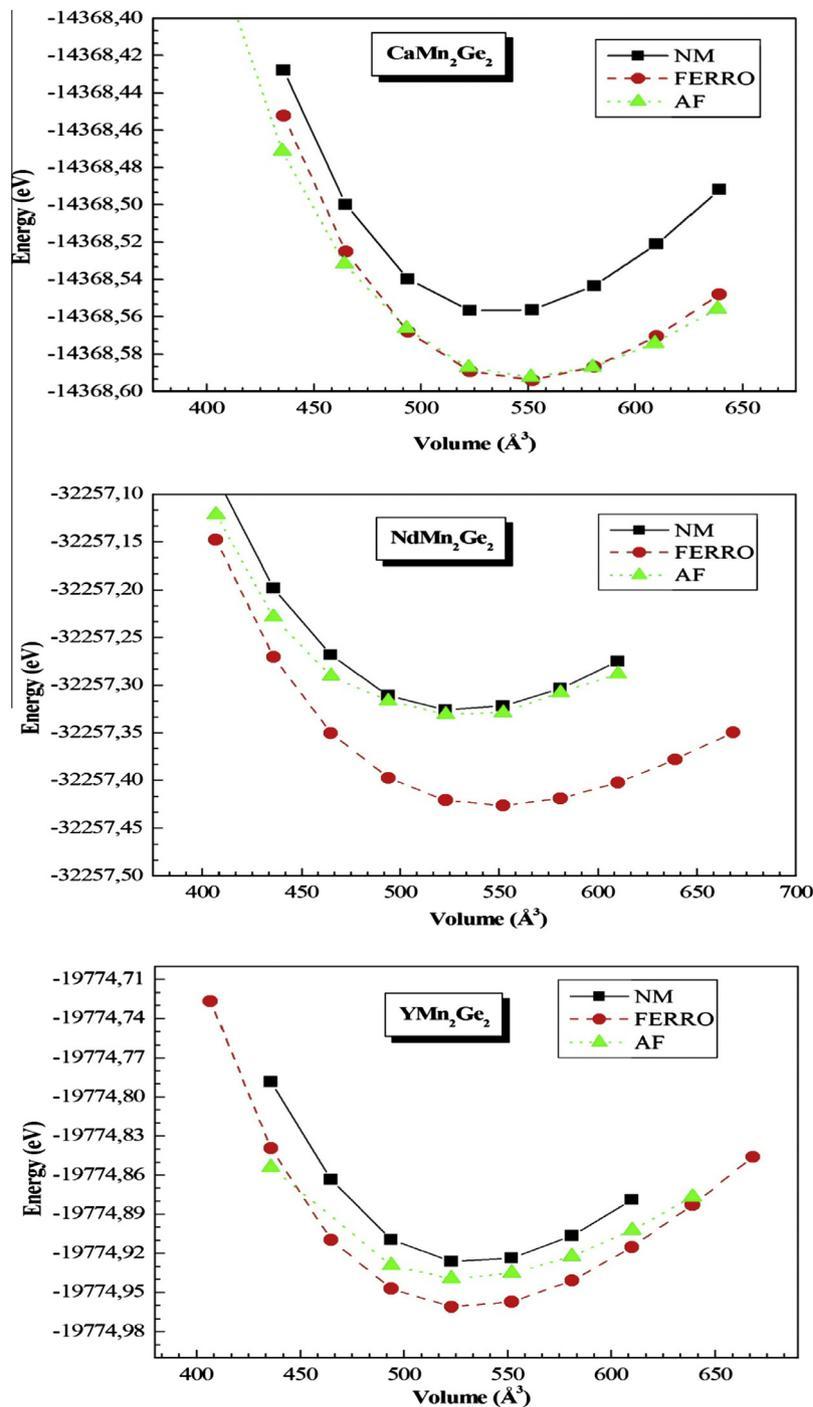 CaMn₂Ge₂
NM
FERRO
AF
-14368,40
-14368,42
-14368,44
-14368,46
-14368,48
-14368,50
-14368,52
-14368,54
-14368,56
-14368,58
-14368,60
Energy (eV)
400 450 500 550 600 650
Volume (Å³)
NdMn₂Ge₂
NM
FERRO
AF
-32257,10
-32257,15
-32257,20
-32257,25
-32257,30
-32257,35
-32257,40
-32257,45
-32257,50
Energy (eV)
400 450 500 550 600 650 700
Volume (Å³)
YMn₂Ge₂
NM
FERRO
AF
-19774,71
-19774,74
-19774,77
-19774,80
-19774,83
-19774,86
-19774,89
-19774,92
-19774,95
-19774,98
Energy (eV)
400 450 500 550 600 650
Volume (Å³)